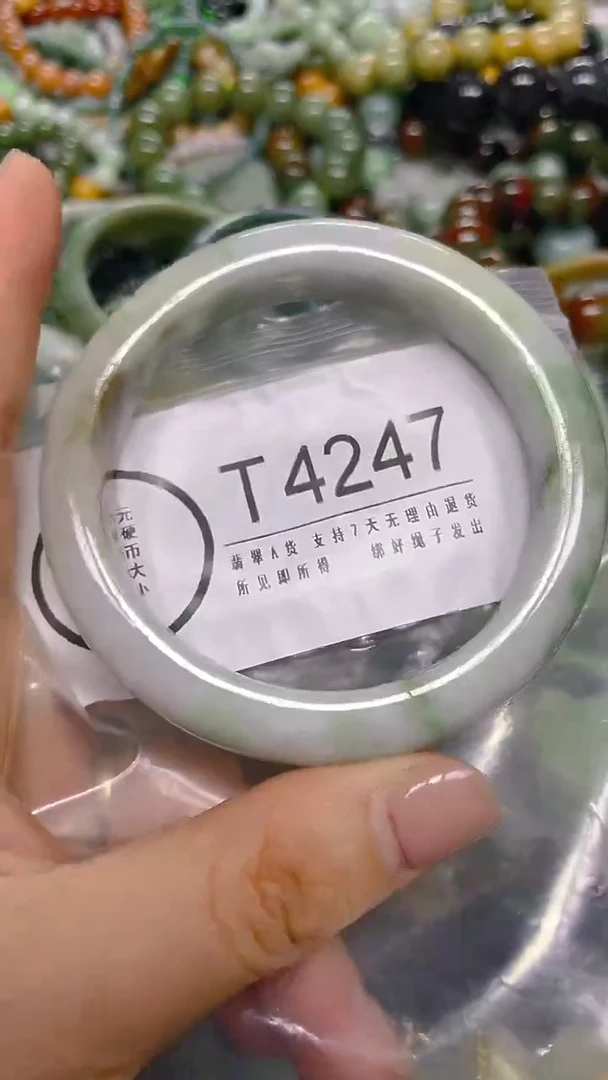 T4247
翡翠A货 支持7天无理由退货
所见即所得 绑好绳子发出
元硬币大小